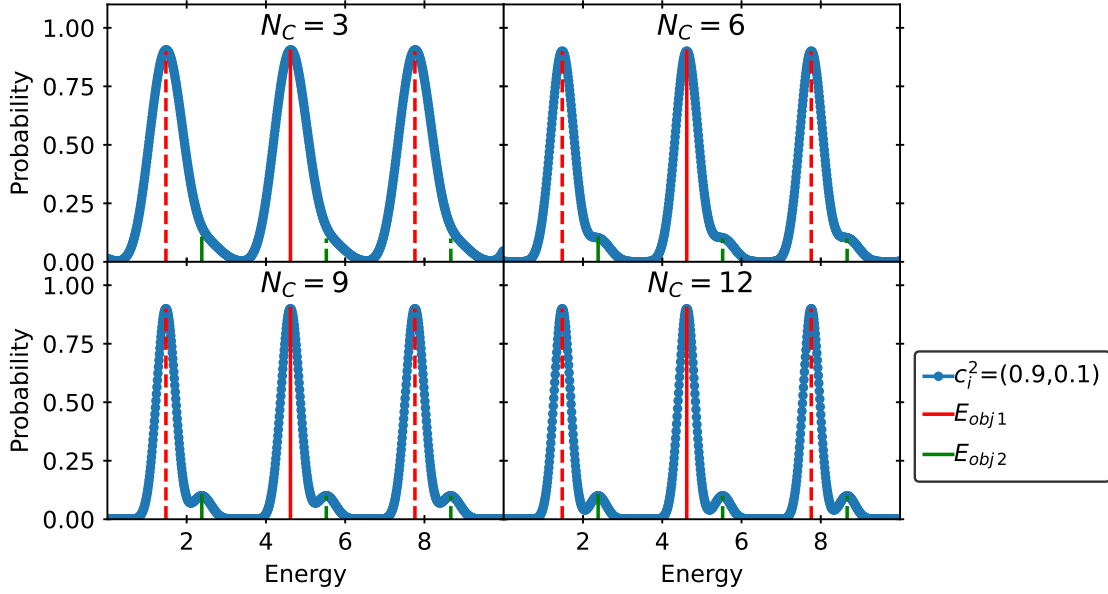 N_C = 3
N_C = 6
1.00
0.75
0.50
0.25
0.00
Probability
N_C = 9
N_C = 12
1.00
0.75
0.50
0.25
0.00
Probability
2 4 6 8
2 4 6 8
Energy
Energy
c_i^2=(0.9,0.1)
E_obj1
E_obj2